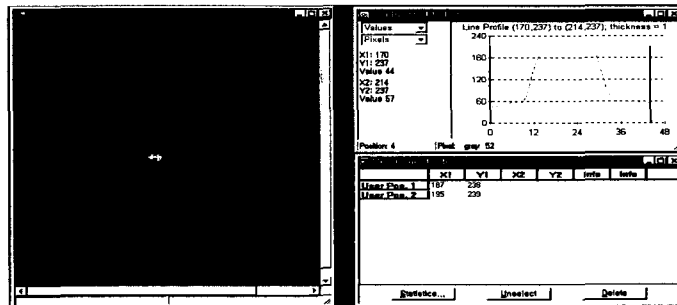 Values
Pixels
X1: 170
Y1: 237
Value 44
X2: 214
Y2: 237
Value 57
Line Profile (170,237) to (214,237), thickness = 1
240
180
120
60
0
0 12 24 36 48
Position: 4 Pixel: gray 52
X1 Y1 X2 Y2 Info Info
User Pos. 1 187 238
User Pos. 2 195 239
Statistics... Unselect Delete